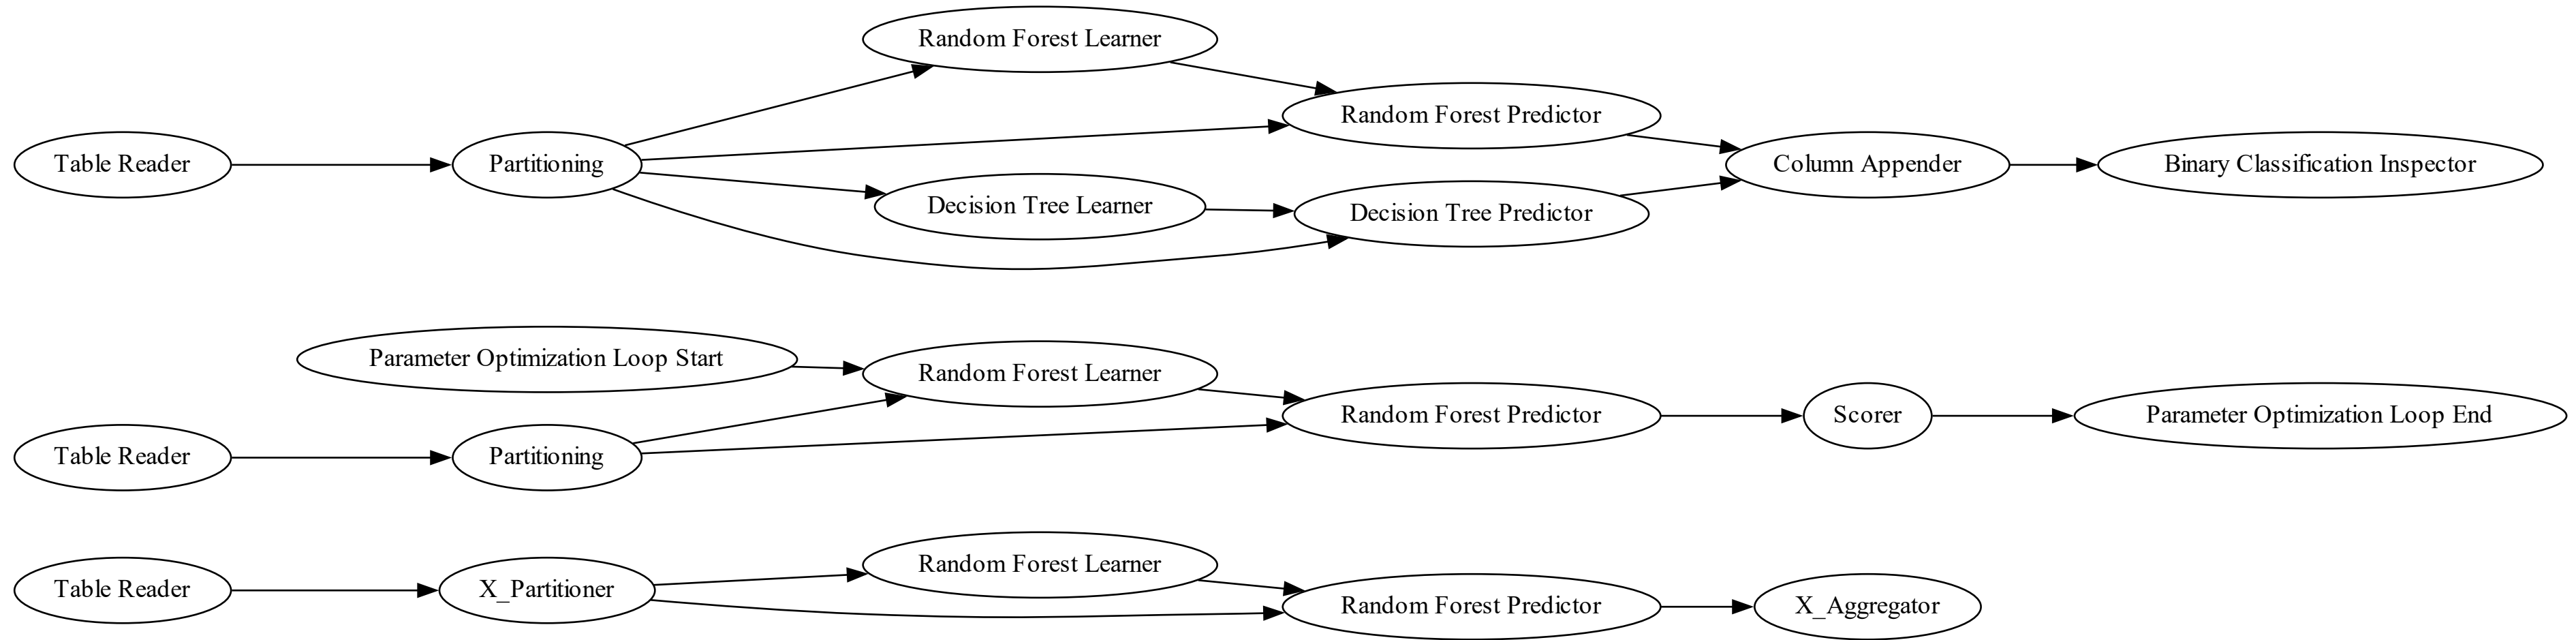 Random Forest Learner
Random Forest Predictor
Table Reader
Partitioning
Column Appender
Binary Classification Inspector
Decision Tree Learner
Decision Tree Predictor
Parameter Optimization Loop Start
Random Forest Learner
Random Forest Predictor
Scorer
Parameter Optimization Loop End
Table Reader
Partitioning
Random Forest Learner
Table Reader
X_Partitioner
Random Forest Predictor
X_Aggregator